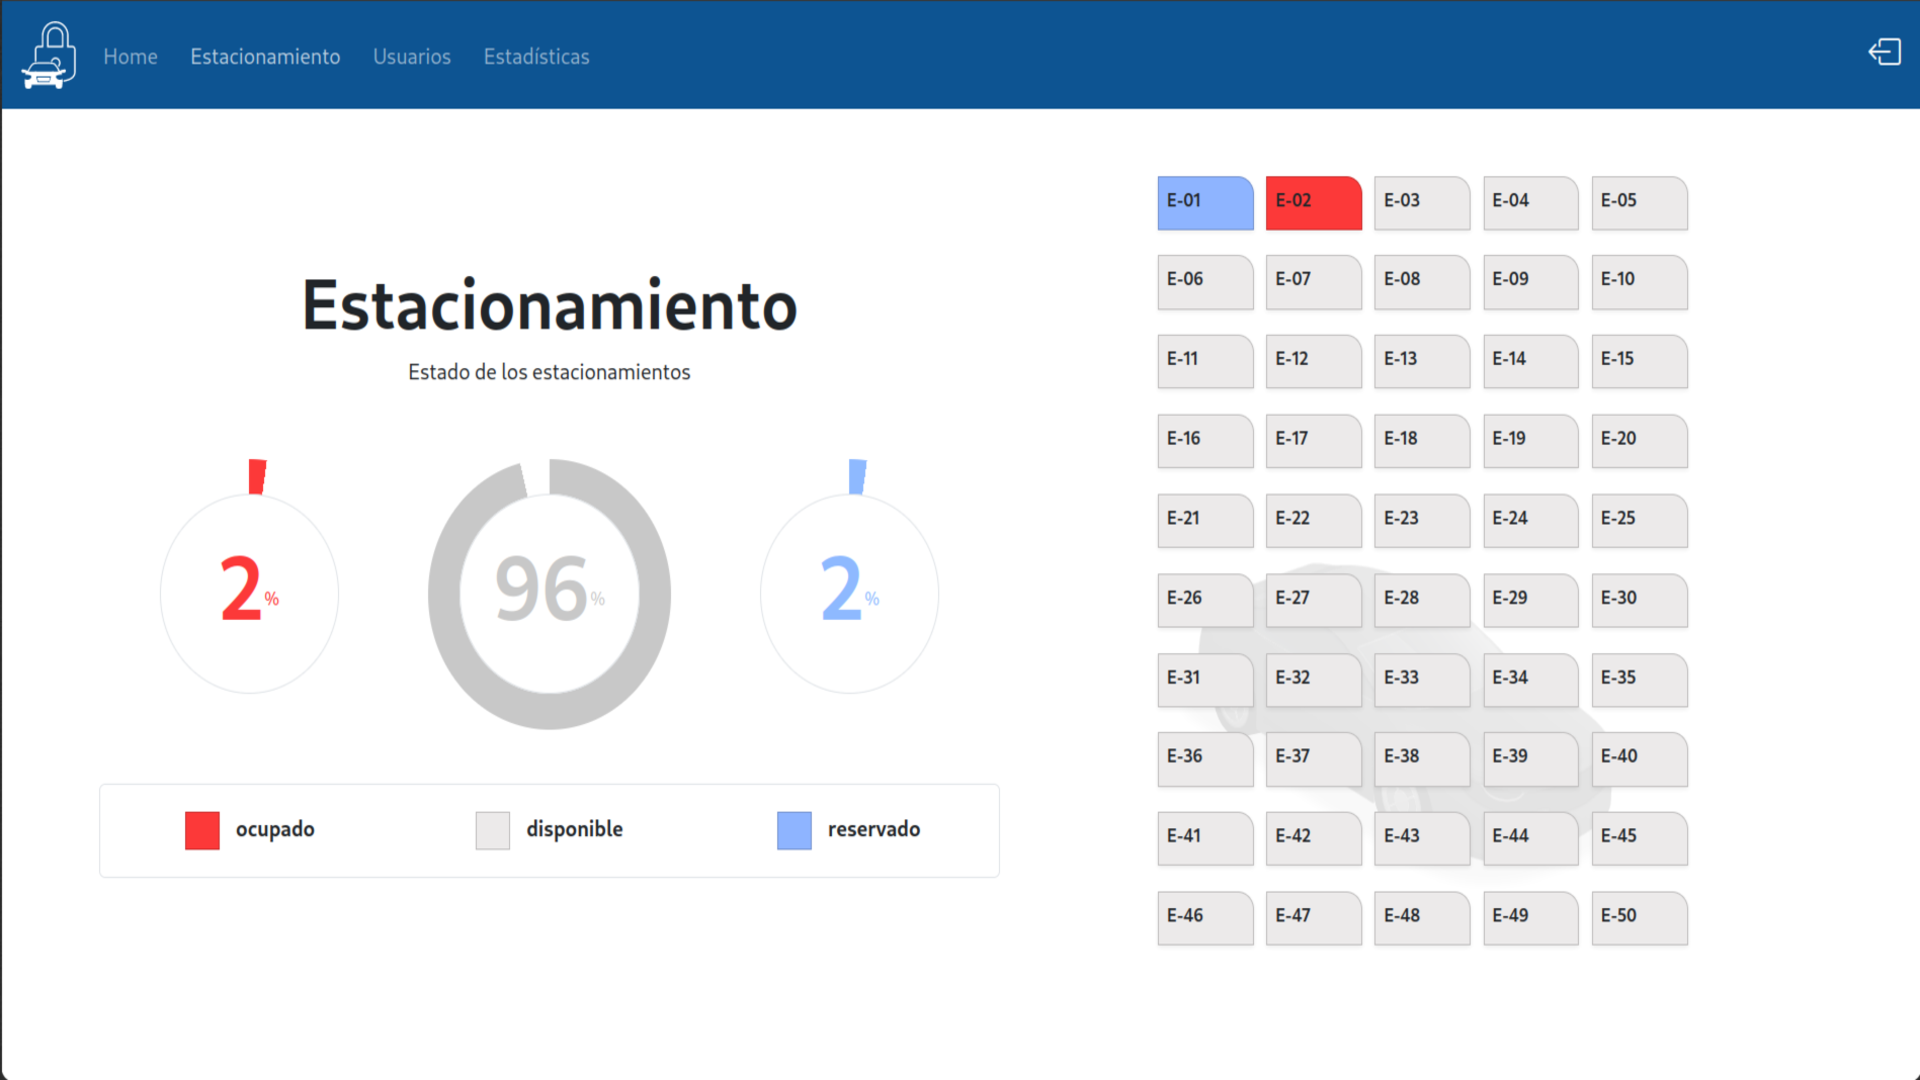 Home Estacionamiento Usuarios Estadísticas
Estacionamiento
Estado de los estacionamientos
2% 96% 2%
ocupado disponible reservado
E-01 E-02 E-03 E-04 E-05
E-06 E-07 E-08 E-09 E-10
E-11 E-12 E-13 E-14 E-15
E-16 E-17 E-18 E-19 E-20
E-21 E-22 E-23 E-24 E-25
E-26 E-27 E-28 E-29 E-30
E-31 E-32 E-33 E-34 E-35
E-36 E-37 E-38 E-39 E-40
E-41 E-42 E-43 E-44 E-45
E-46 E-47 E-48 E-49 E-50